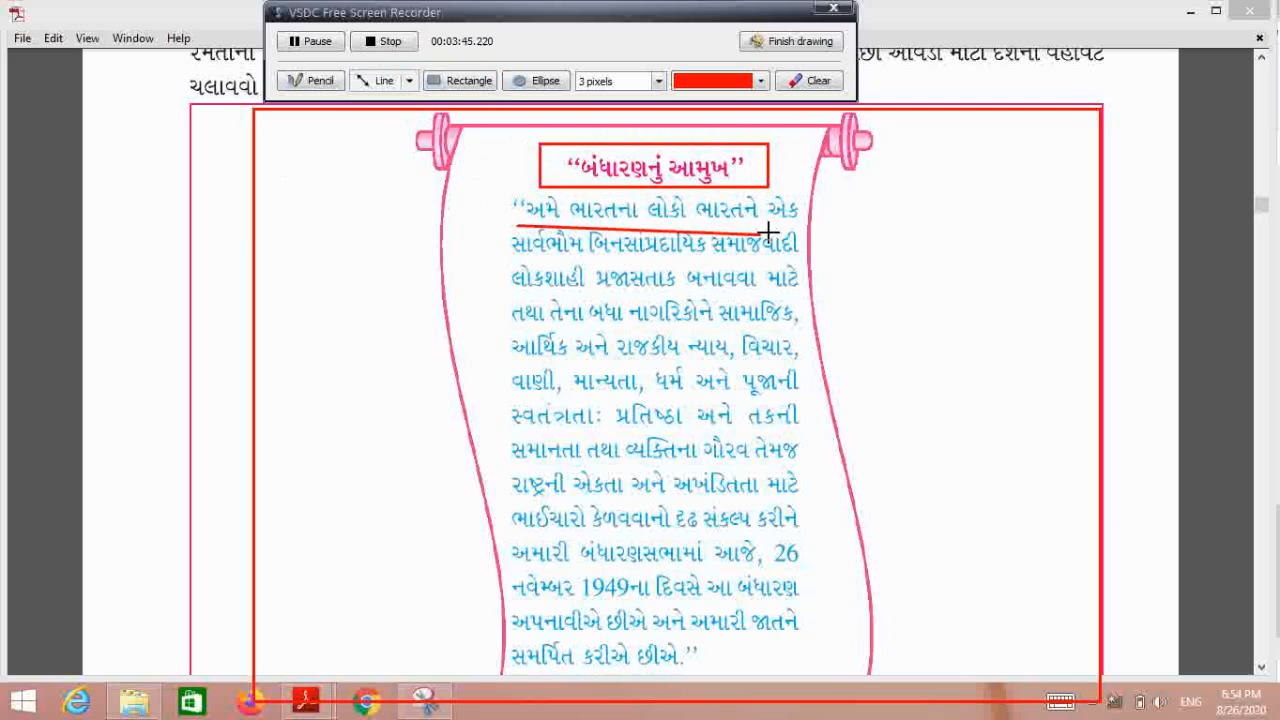 VSDC Free Screen Recorder
Pause
Stop
00:03:45.220
Finish drawing
File Edit View Window Help
Pencil
Line
Rectangle
Ellipse
3 pixels
Clear
ચલાવવો
“બંધારણનું આમુખ”
“અમે ભારતના લોકો ભારતને એક
સાર્વભૌમ બિનસાંપ્રદાયિક સમાજવાદી
લોકશાહી પ્રજાસત્તાક બનાવવા માટે
તથા તેના બધા નાગરિકોને સામાજિક,
આર્થિક અને રાજકીય ન્યાય, વિચાર,
વાણી, માન્યતા, ધર્મ અને પૂજાની
સ્વતંત્રતાઃ પ્રતિષ્ઠા અને તકની
સમાનતા તથા વ્યક્તિના ગૌરવ તેમજ
રાષ્ટ્રની એકતા અને અખંડિતતા માટે
ભાઈચારો કેળવવાનો દૃઢ સંકલ્પ કરીને
અમારી બંધારણસભામાં આજે, 26
નવેમ્બર 1949ના દિવસે આ બંધારણ
અપનાવીએ છીએ અને અમારી જાતને
સમર્પિત કરીએ છીએ.”
ENG
6:54 PM
8/26/2020